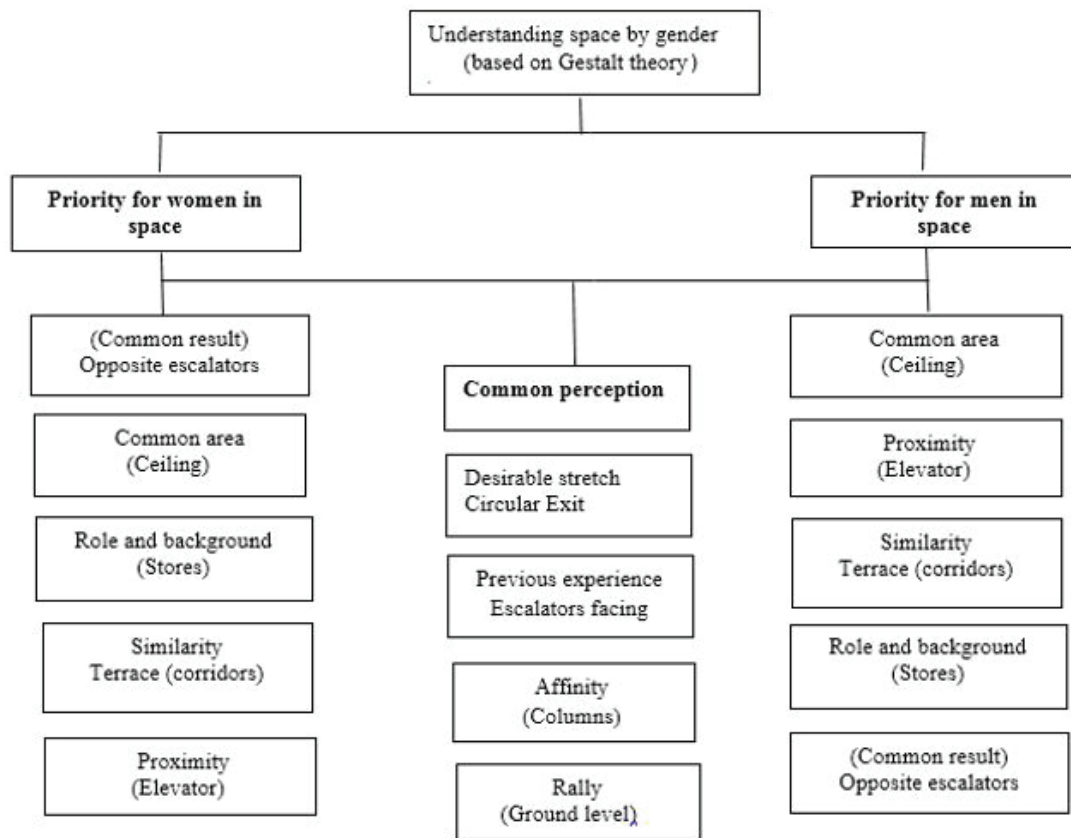 Understanding space by gender
(based on Gestalt theory)
Priority for women in
space
Priority for men in
space
(Common result)
Opposite escalators
Common area
(Ceiling)
Role and background
(Stores)
Similarity
Terrace (corridors)
Proximity
(Elevator)
Common perception
Desirable stretch
Circular Exit
Previous experience
Escalators facing
Affinity
(Columns)
Rally
(Ground level)
Common area
(Ceiling)
Proximity
(Elevator)
Similarity
Terrace (corridors)
Role and background
(Stores)
(Common result)
Opposite escalators